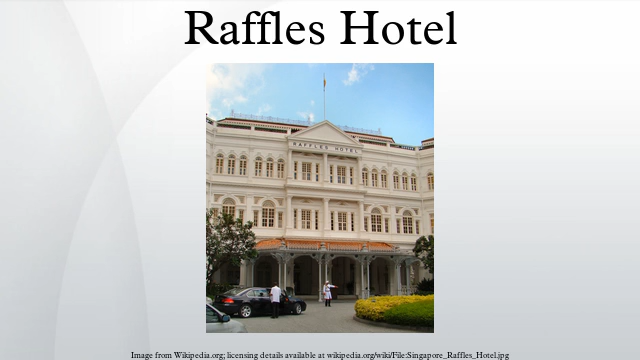 Raffles Hotel
RAFFLES HOTEL
Image from Wikipedia.org; licensing details available at wikipedia.org/wiki/File:Singapore_Raffles_Hotel.jpg